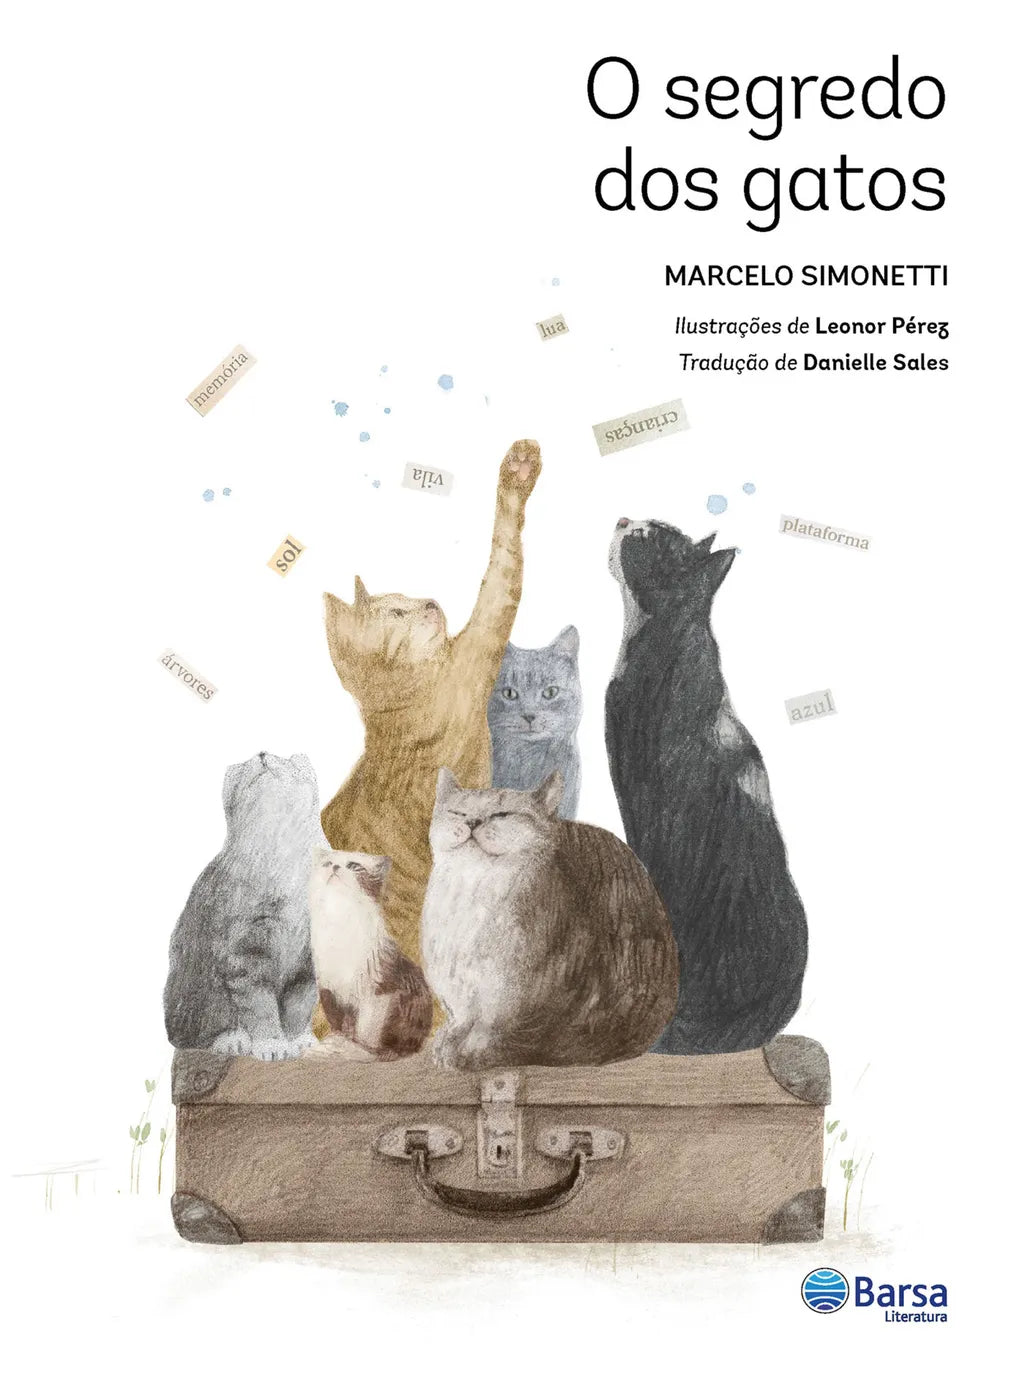 O segredo
dos gatos
MARCELO SIMONETTI
Ilustrações de Leonor Pérez
Tradução de Danielle Sales
lua
memória
crianças
vila
plataforma
sol
árvores
azul
Barsa
Literatura